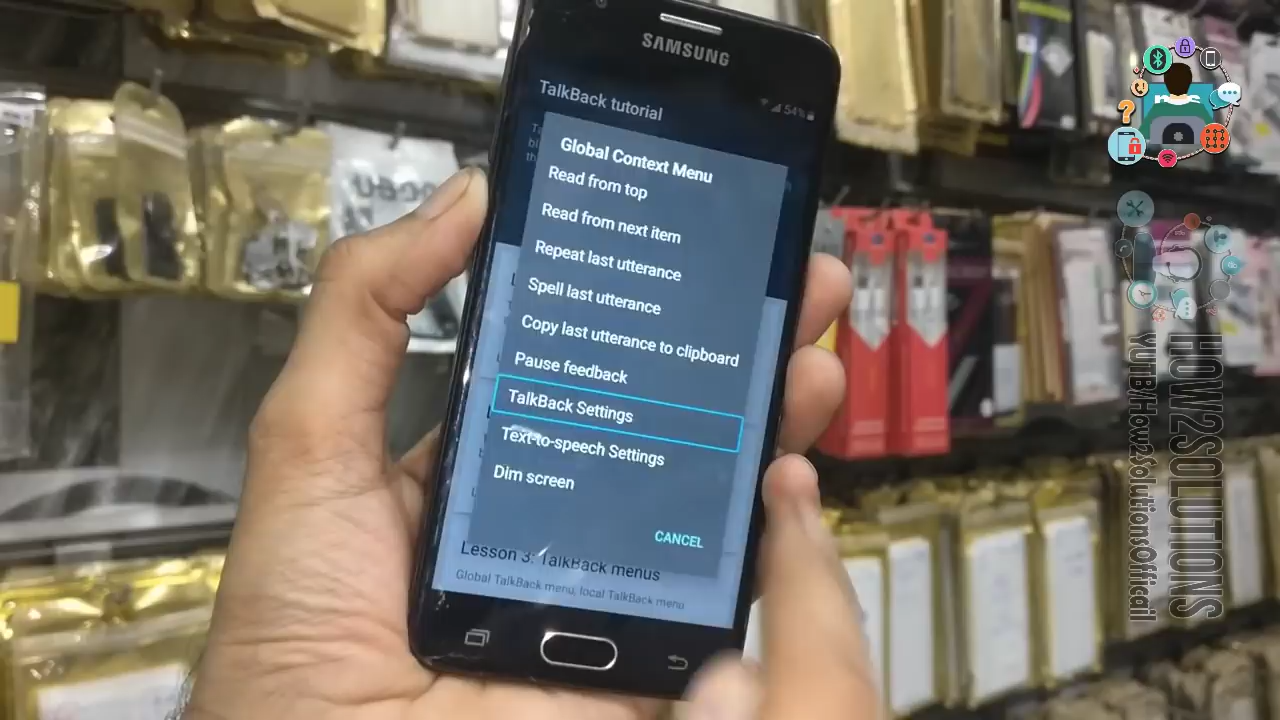 SAMSUNG
54%
TalkBack tutorial
Global Context Menu
Read from top
Read from next item
Repeat last utterance
Spell last utterance
Copy last utterance to clipboard
Pause feedback
TalkBack Settings
Text-to-speech Settings
Dim screen
CANCEL
Lesson 3: TalkBack menus
Global TalkBack menu, local TalkBack menu
HOW2SOLUTIONS